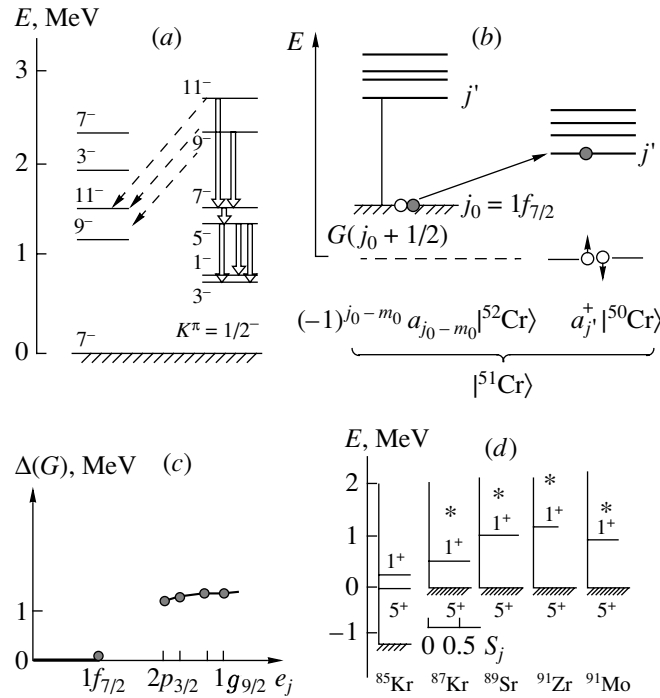 E, MeV
(a)
3
2
1
0
7⁻
3⁻
11⁻
9⁻
7⁻
11⁻
9⁻
7⁻
5⁻
1⁻
3⁻
K^π = 1/2⁻
E
(b)
j'
j'
j₀ = 1f₇/₂
G(j₀ + 1/2)
(−1)^{j₀ − m₀} a_{j₀ − m₀}|⁵²Cr⟩
a⁺_{j'}|⁵⁰Cr⟩
|⁵¹Cr⟩
(c)
Δ(G), MeV
1
0
1f₇/₂ 2p₃/₂ 1g₉/₂ e_j
E, MeV
(d)
2
1
0
−1
* * * *
1⁺ 1⁺ 1⁺ 1⁺ 1⁺
5⁺ 5⁺ 5⁺ 5⁺ 5⁺
0 0.5 S_j
⁸⁵Kr ⁸⁷Kr ⁸⁹Sr ⁹¹Zr ⁹¹Mo